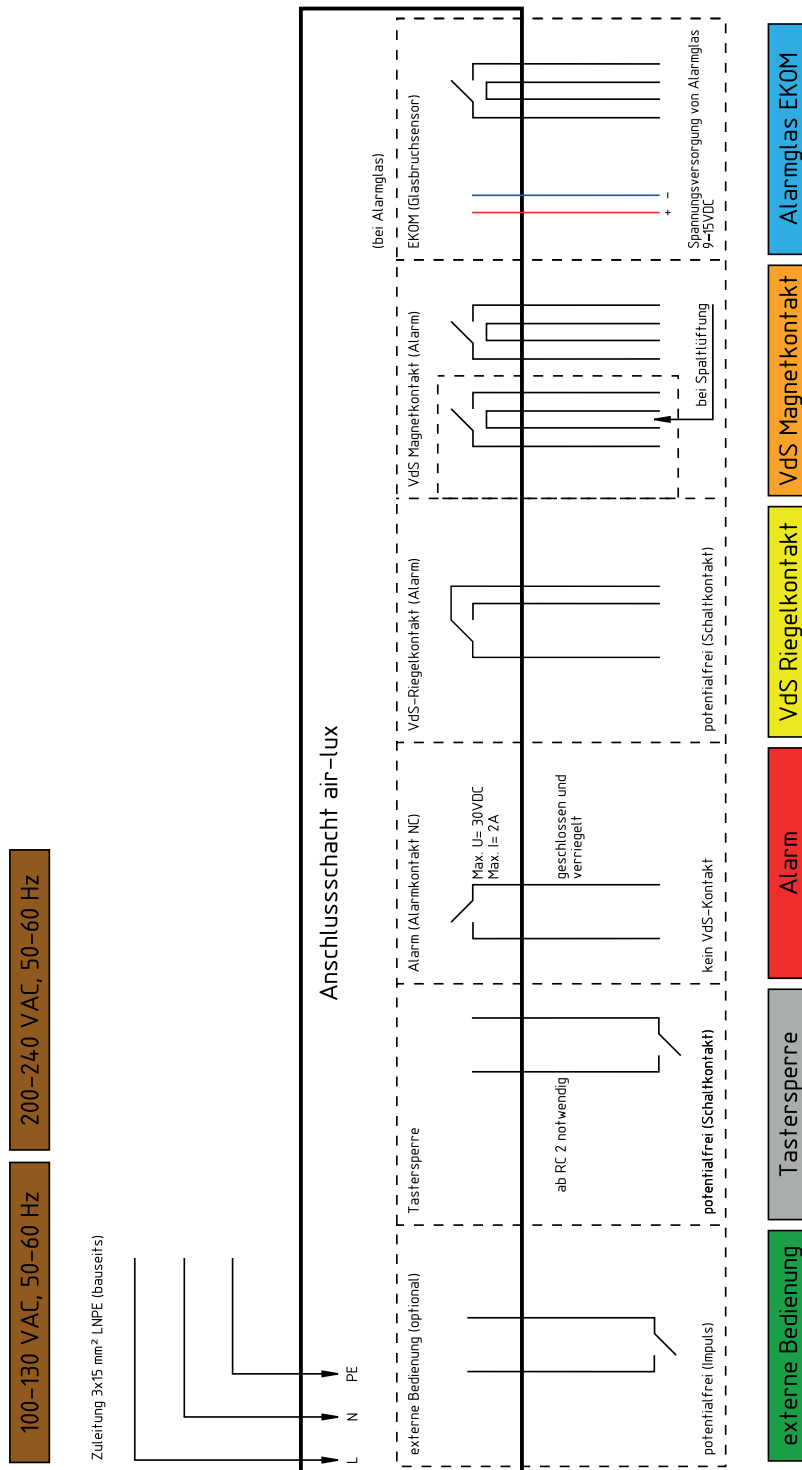 100-130 VAC, 50-60 Hz
200-240 VAC, 50-60 Hz
Zuleitung 3x15 mm² LNPE (bauseits)
L
N
PE
Anschlussschacht air-lux
externe Bedienung (optional)
potentialfrei (Impuls)
Tastersperre
ab RC 2 notwendig
potentialfrei (Schaltkontakt)
Alarm (Alarmkontakt NC)
Max. U= 30VDC
Max. I= 2A
geschlossen und
verriegelt
kein VdS-Kontakt
VdS-Riegelkontakt (Alarm)
potentialfrei (Schaltkontakt)
VdS Magnetkontakt (Alarm)
bei Spaltlüftung
(bei Alarmglas)
EKOM (Glasbruchsensor)
+ -
Spannungsversorgung von Alarmglas
9-15VDC
externe Bedienung
Tastersperre
Alarm
VdS Riegelkontakt
VdS Magnetkontakt
Alarmglas EKOM